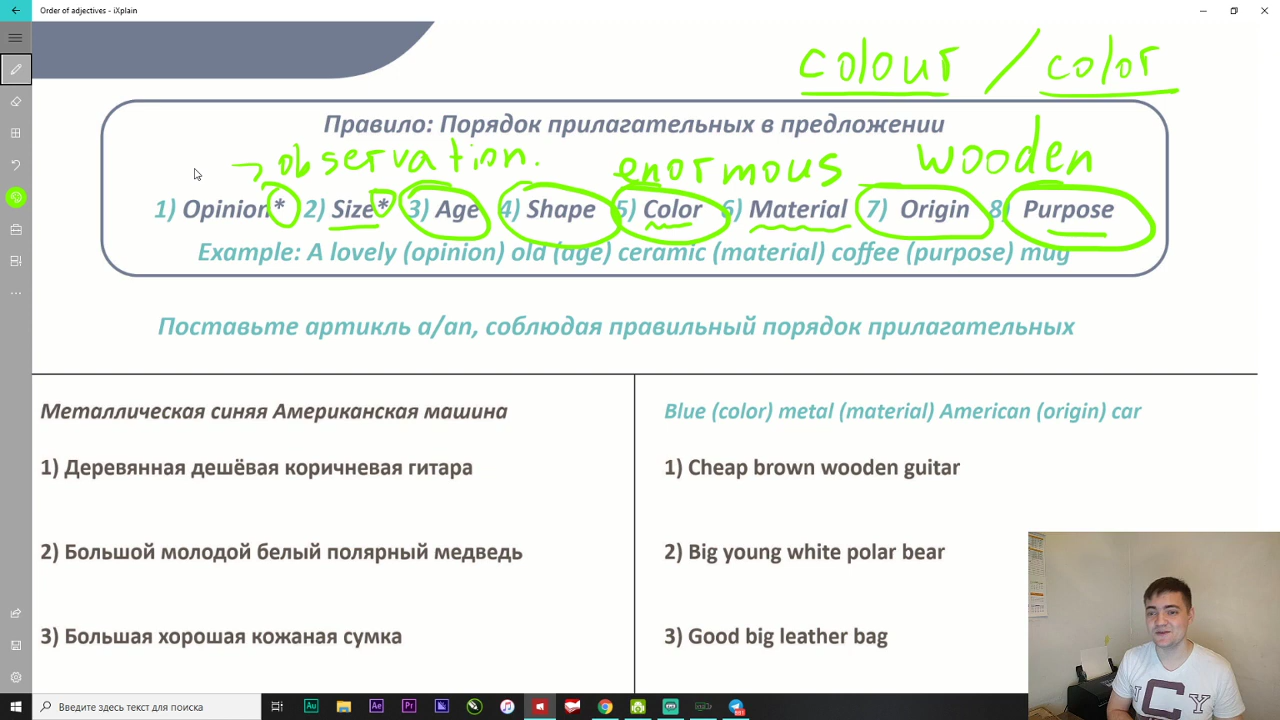 Order of adjectives - iXplain
colour / color
Правило: Порядок прилагательных в предложении
→ observation. enormous wooden
1) Opinion* 2) Size* 3) Age 4) Shape 5) Color 6) Material 7) Origin 8) Purpose
Example: A lovely (opinion) old (age) ceramic (material) coffee (purpose) mug
Поставьте артикль a/an, соблюдая правильный порядок прилагательных
Металлическая синяя Американская машина
Blue (color) metal (material) American (origin) car
1) Деревянная дешёвая коричневая гитара
1) Cheap brown wooden guitar
2) Большой молодой белый полярный медведь
2) Big young white polar bear
3) Большая хорошая кожаная сумка
3) Good big leather bag
Введите здесь текст для поиска
Au
Ae
Pr